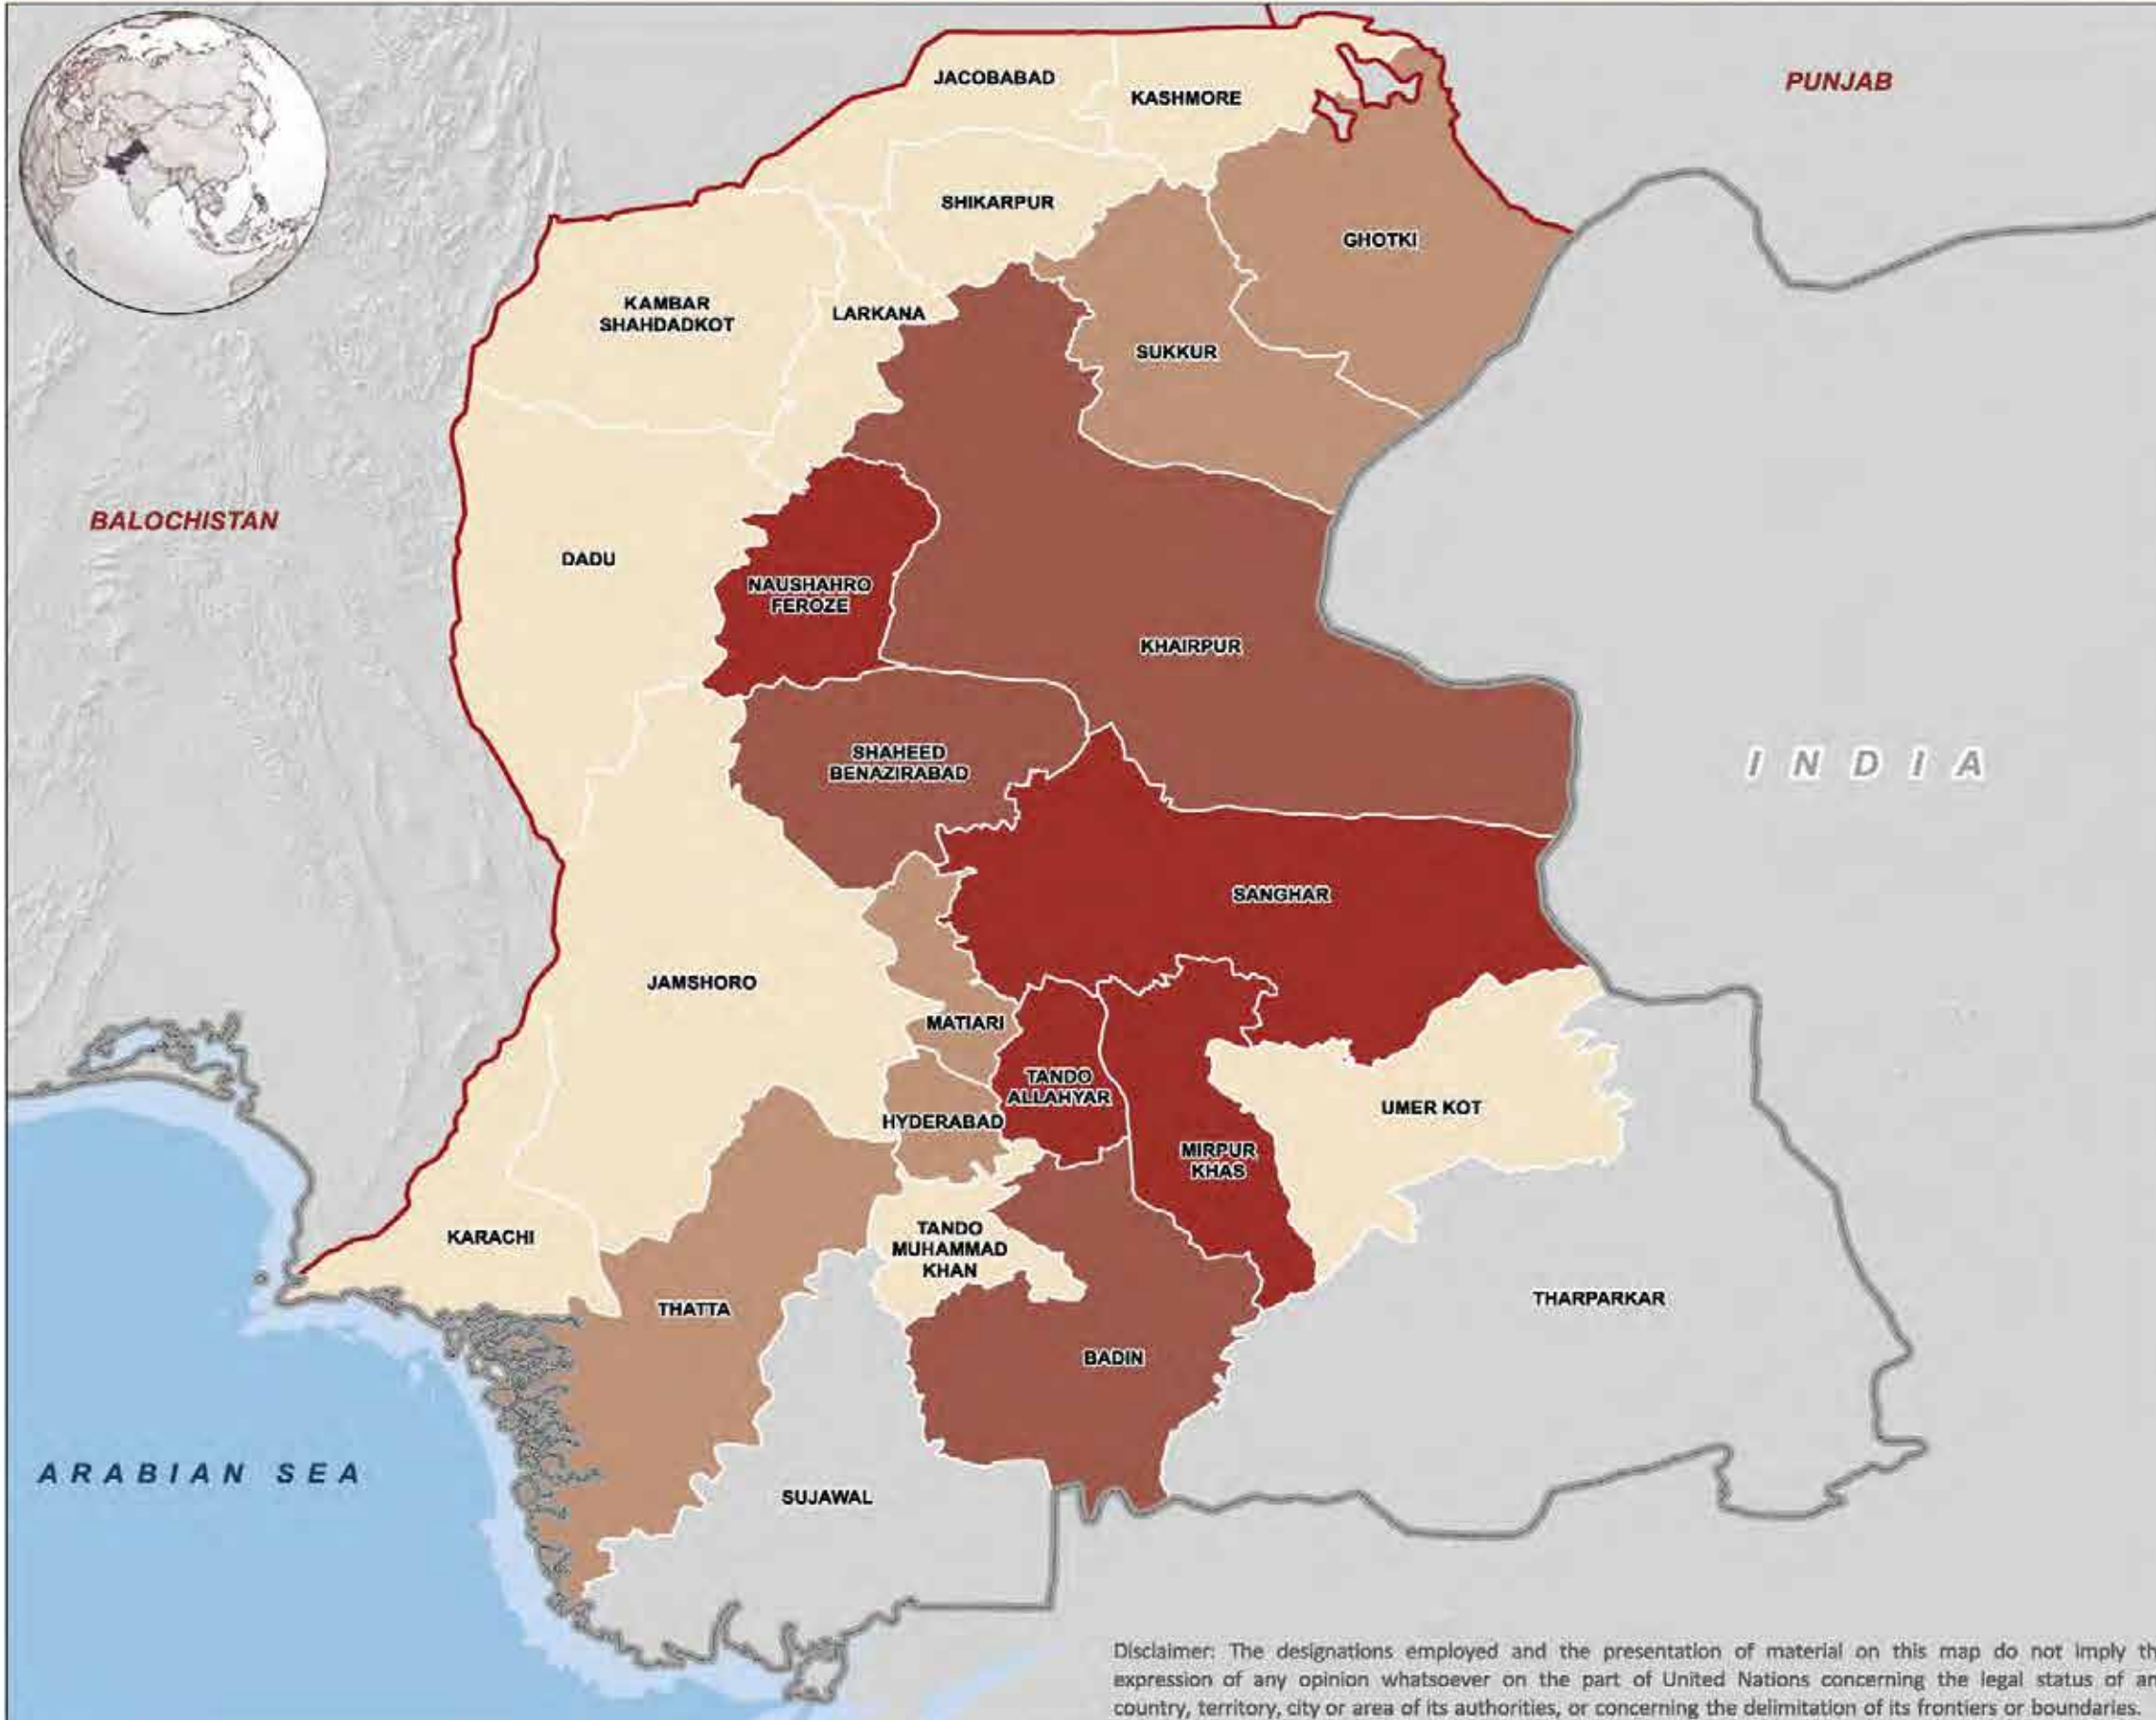 PUNJAB
JACOBABAD
KASHMORE
SHIKARPUR
GHOTKI
KAMBAR
SHAHDADKOT
LARKANA
SUKKUR
BALOCHISTAN
DADU
NAUSHAHRO
FEROZE
KHAIRPUR
SHAHEED
BENAZIRABAD
INDIA
SANGHAR
JAMSHORO
MATIARI
TANDO
ALLAHYAR
HYDERABAD
UMER KOT
MIRPUR
KHAS
KARACHI
TANDO
MUHAMMAD
KHAN
THATTA
THARPARKAR
BADIN
ARABIAN SEA
SUJAWAL
Disclaimer: The designations employed and the presentation of material on this map do not imply th
expression of any opinion whatsoever on the part of United Nations concerning the legal status of an
country, territory, city or area of its authorities, or concerning the delimitation of its frontiers or boundaries.